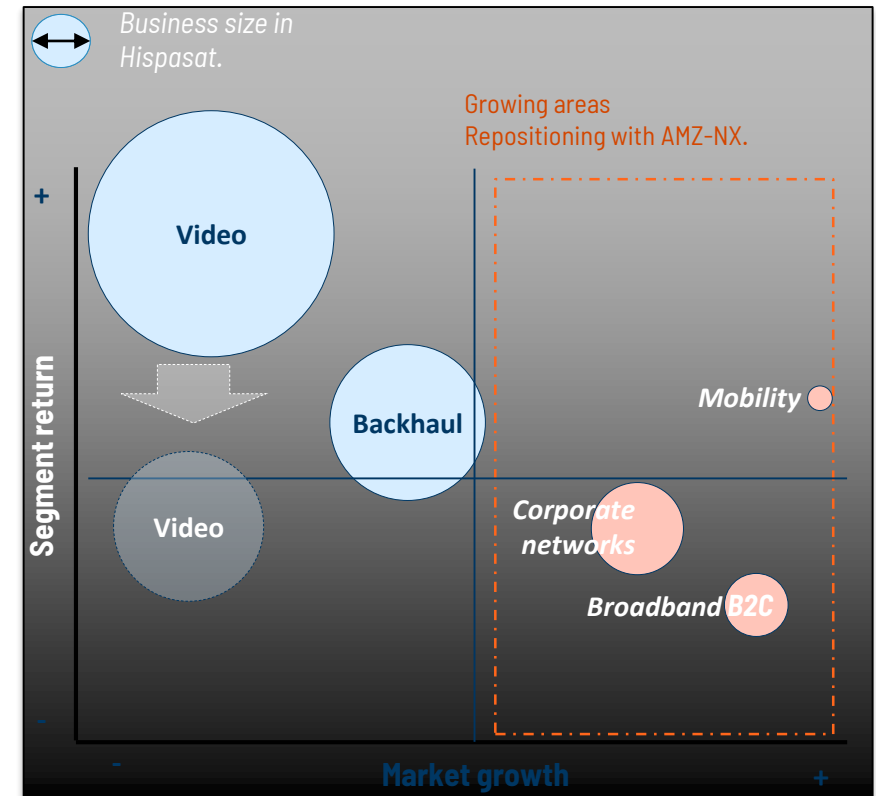 Business size in
Hispasat.
Growing areas
Repositioning with AMZ-NX.
+
Video
Mobility
Backhaul
Segment return
Corporate
networks
Video
Broadband B2C
-
-
Market growth
+